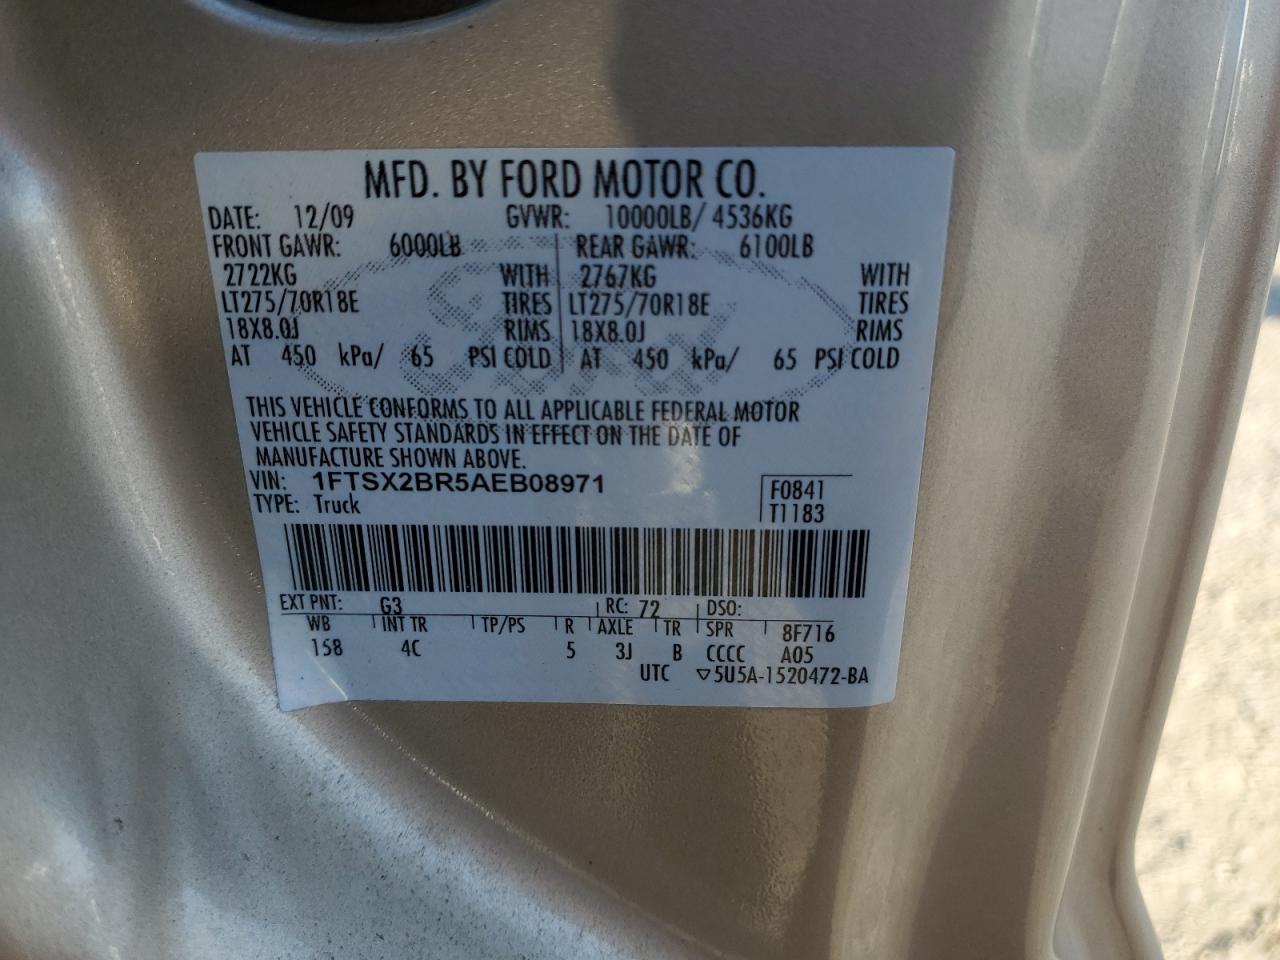 MFD. BY FORD MOTOR CO.
DATE: 12/09 GVWR: 10000LB/ 4536KG
FRONT GAWR: 6000LB REAR GAWR: 6100LB
2722KG WITH 2767KG WITH
LT275/70R18E TIRES LT275/70R18E TIRES
18X8.0J RIMS 18X8.0J RIMS
AT 450 kPa/ 65 PSI COLD AT 450 kPa/ 65 PSI COLD
THIS VEHICLE CONFORMS TO ALL APPLICABLE FEDERAL MOTOR
VEHICLE SAFETY STANDARDS IN EFFECT ON THE DATE OF
MANUFACTURE SHOWN ABOVE.
VIN: 1FTSX2BR5AEB08971 F0841
TYPE: Truck T1183
EXT PNT: G3 RC: 72 DSO:
WB INT TR TP/PS R AXLE TR SPR 8F716
158 4C 5 3J B CCCC A05
UTC ▽5U5A-1520472-BA